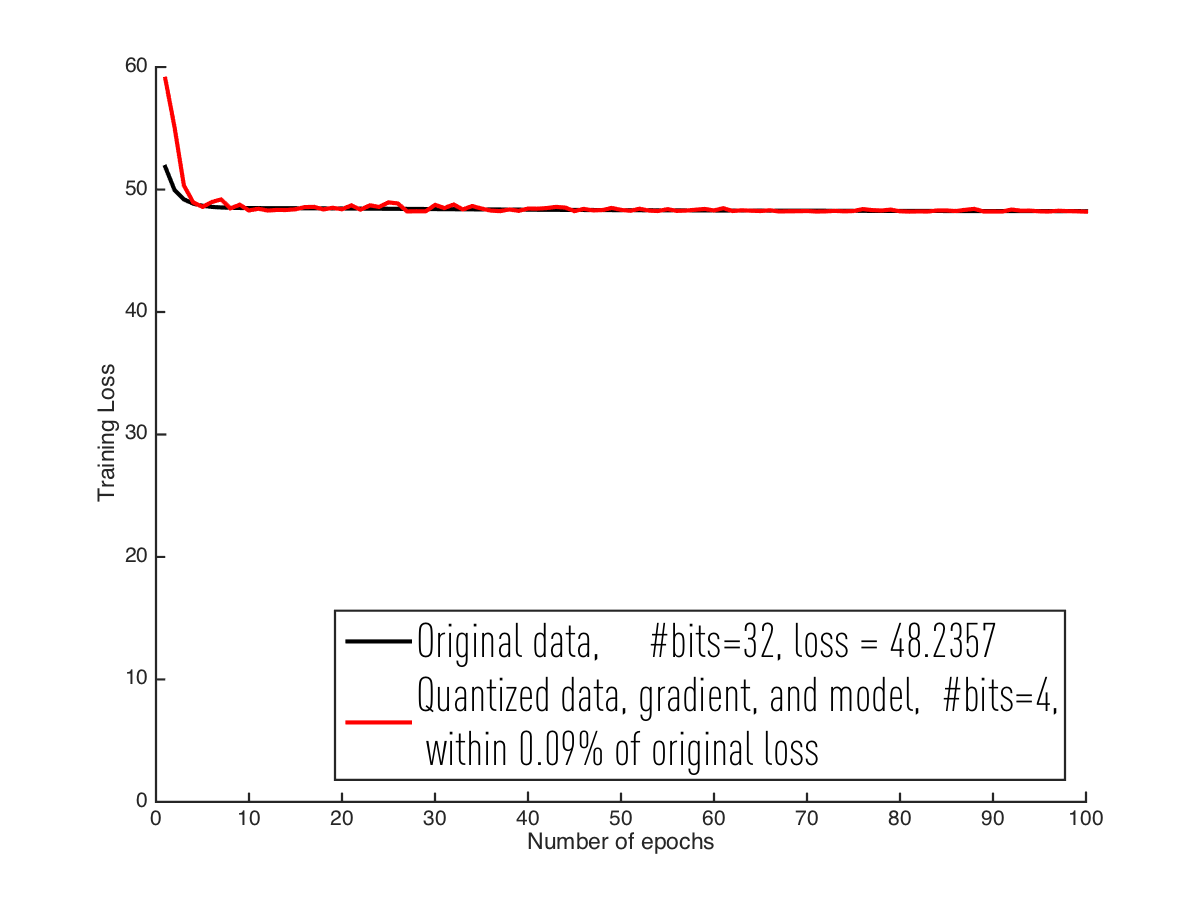 60
50
40
30
20
10
0
Training Loss
Original data, #bits=32, loss = 48.2357
Quantized data, gradient, and model, #bits=4,
within 0.09% of original loss
0 10 20 30 40 50 60 70 80 90 100
Number of epochs